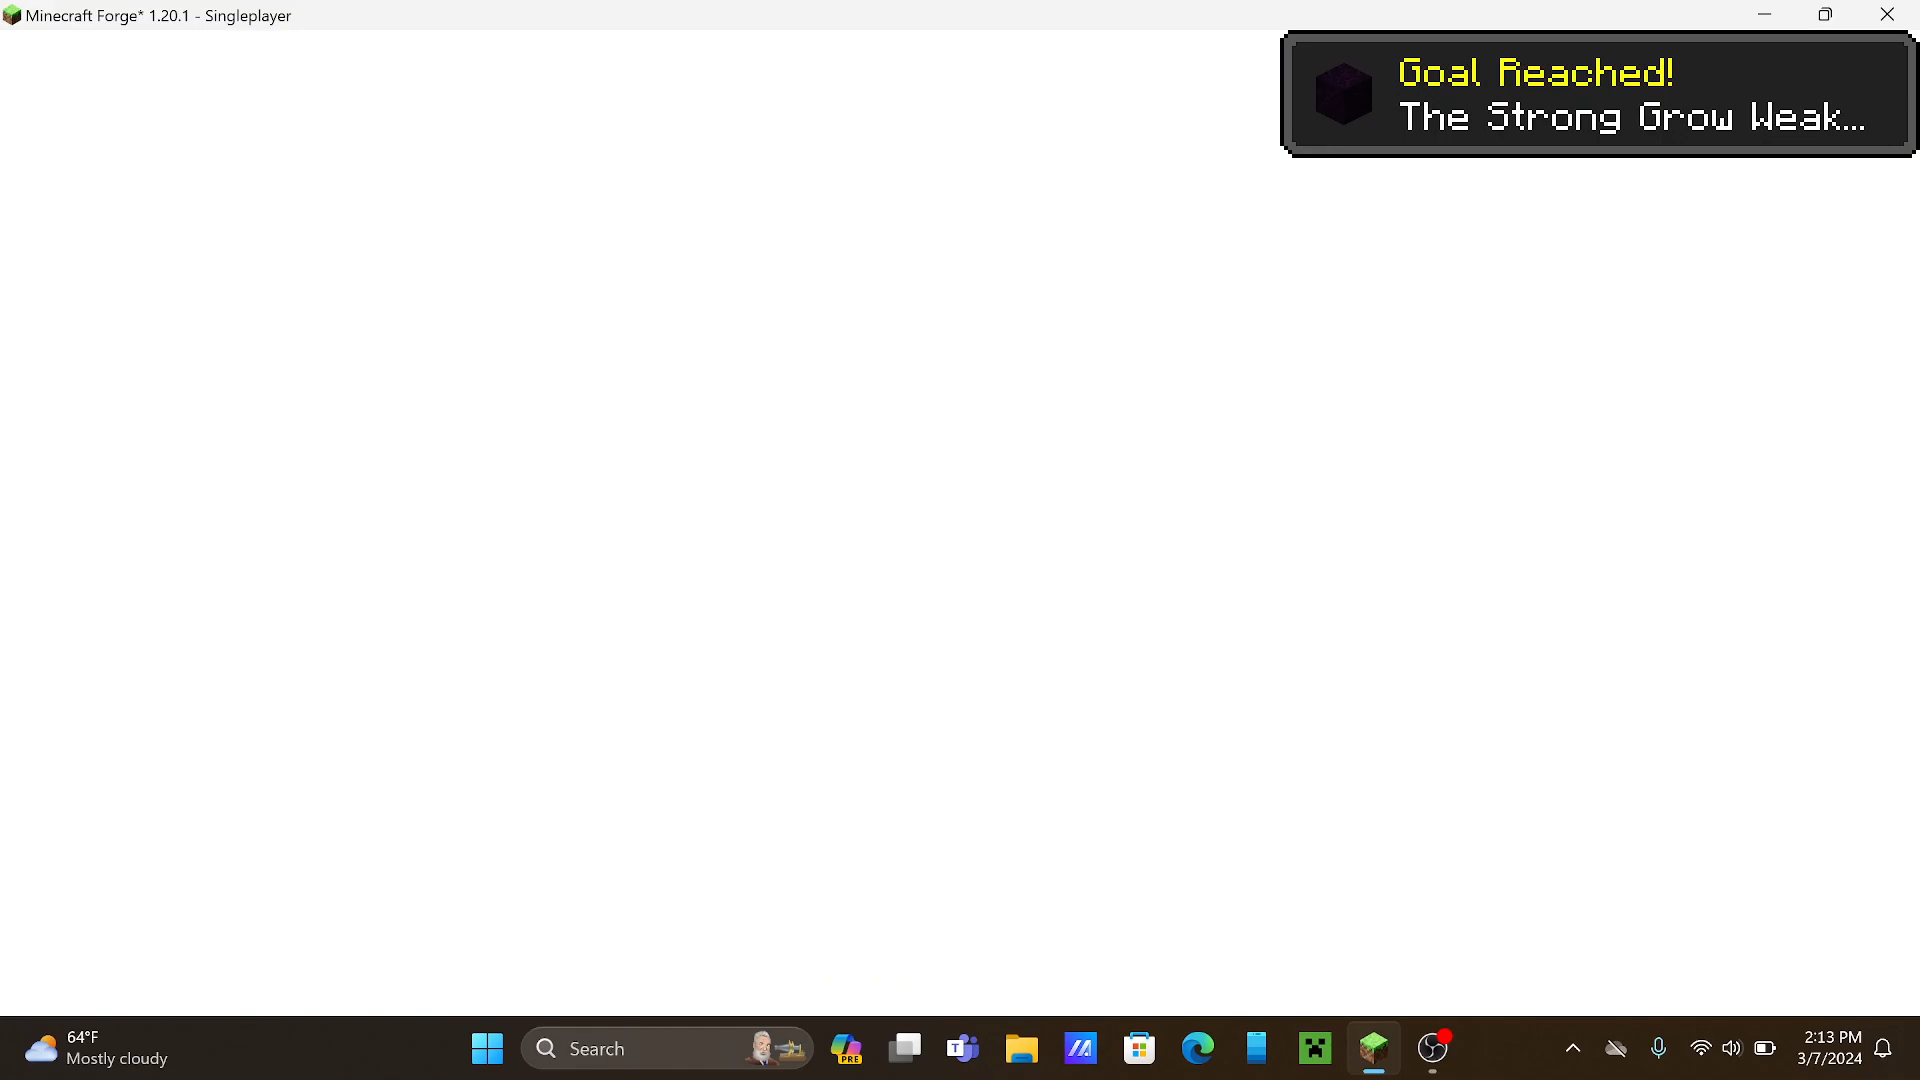 Minecraft Forge* 1.20.1 - Singleplayer
Goal Reached!
The Strong Grow Weak...
64°F
Mostly cloudy
Search
PRE
2:13 PM
3/7/2024